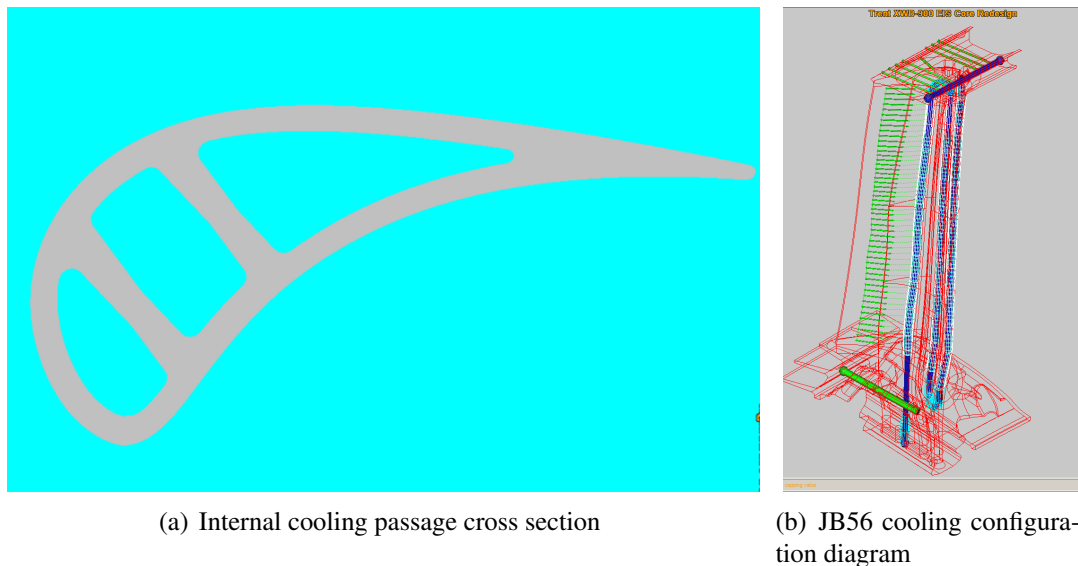 Trent XWB-900 EIS Core Redesign
(a) Internal cooling passage cross section
(b) JB56 cooling configura-
tion diagram